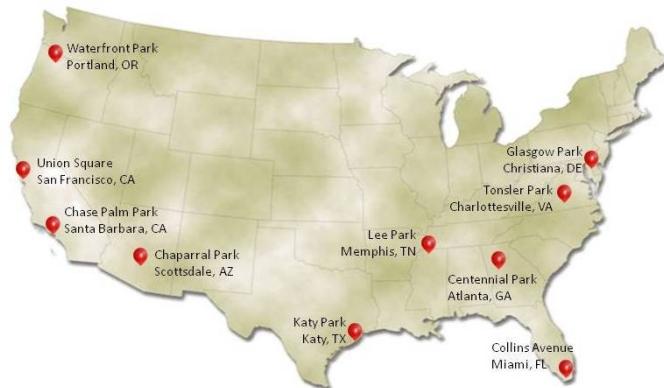 Waterfront Park
Portland, OR
Union Square
San Francisco, CA
Chase Palm Park
Santa Barbara, CA
Chaparral Park
Scottsdale, AZ
Glasgow Park
Christiana, DE
Tonsler Park
Charlottesville, VA
Lee Park
Memphis, TN
Centennial Park
Atlanta, GA
Katy Park
Katy, TX
Collins Avenue
Miami, FL